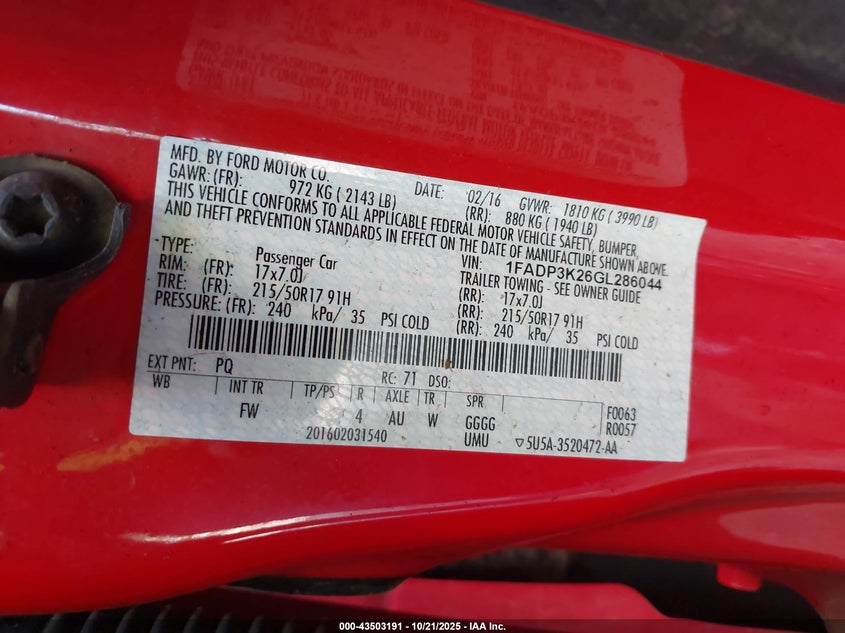 MFD. BY FORD MOTOR CO. DATE: 02/16 GVWR: 1810 KG ( 3990 LB)
GAWR: (FR): 972 KG ( 2143 LB) (RR): 880 KG ( 1940 LB)
THIS VEHICLE CONFORMS TO ALL APPLICABLE FEDERAL MOTOR VEHICLE SAFETY, BUMPER,
AND THEFT PREVENTION STANDARDS IN EFFECT ON THE DATE OF MANUFACTURE SHOWN ABOVE.
VIN: 1FADP3K26GL286044
TYPE: Passenger Car TRAILER TOWING - SEE OWNER GUIDE
RIM: (FR): 17x7.0J (RR): 17x7.0J
TIRE: (FR): 215/50R17 91H (RR): 215/50R17 91H
PRESSURE: (FR): 240 kPa/ 35 PSI COLD (RR): 240 kPa/ 35 PSI COLD
EXT PNT: PQ RC: 71 DSO:
WB INT TR TP/PS R AXLE TR SPR F0063
FW 4 AU W GGGG R0057
201602031540 UMU ▽5U5A-3520472-AA
000-43503191 - 10/21/2025 - IAA Inc.